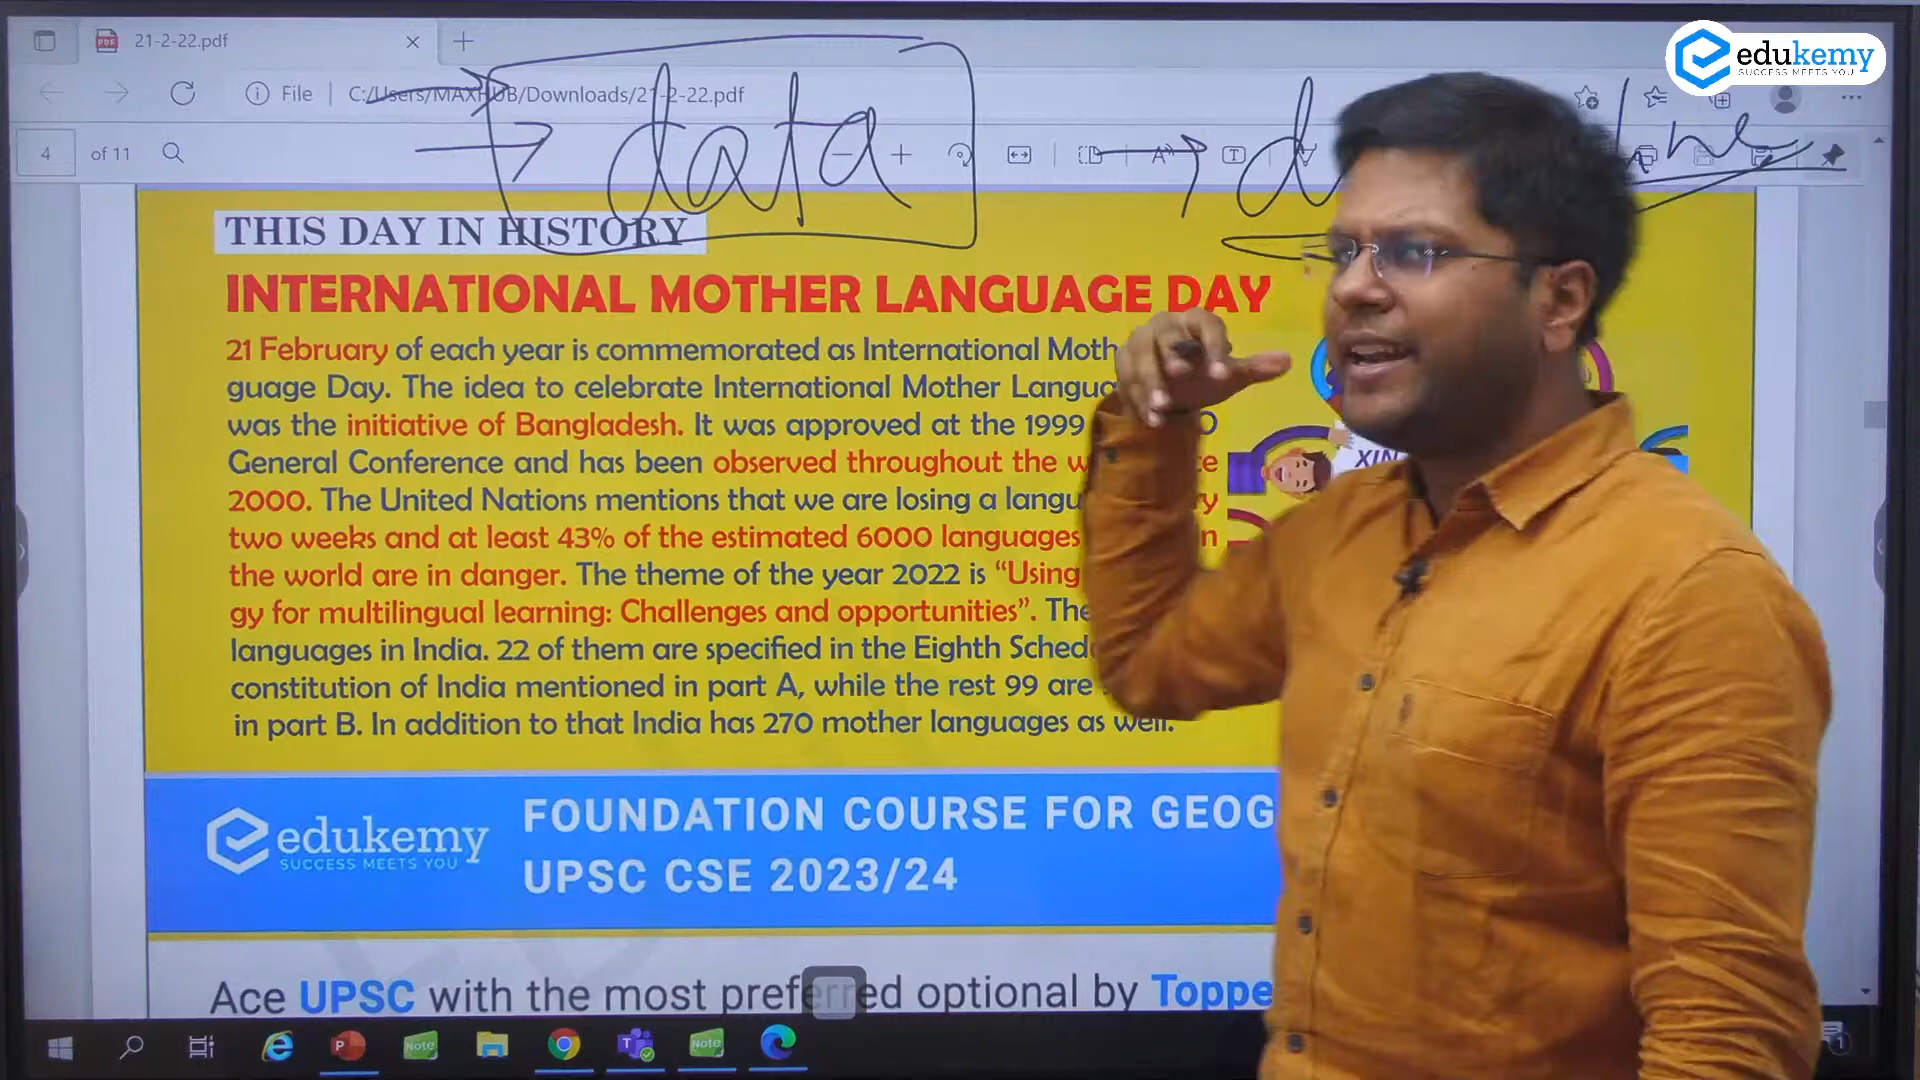 21-2-22.pdf
edukemy
SUCCESS MEETS YOU
File
C:/Users/MAXHUB/Downloads/21-2-22.pdf
data
4 of 11
THIS DAY IN HISTORY
INTERNATIONAL MOTHER LANGUAGE DAY
21 February of each year is commemorated as International Moth
guage Day. The idea to celebrate International Mother Langua
was the initiative of Bangladesh. It was approved at the 1999 O
General Conference and has been observed throughout the w ce
2000. The United Nations mentions that we are losing a langu ry
two weeks and at least 43% of the estimated 6000 languages n
the world are in danger. The theme of the year 2022 is “Using
gy for multilingual learning: Challenges and opportunities”. The
languages in India. 22 of them are specified in the Eighth Sched
constitution of India mentioned in part A, while the rest 99 are
in part B. In addition to that India has 270 mother languages as well.
XIN
edukemy
SUCCESS MEETS YOU
FOUNDATION COURSE FOR GEOG
UPSC CSE 2023/24
Ace UPSC with the most preferred optional by Toppe
Note
Note